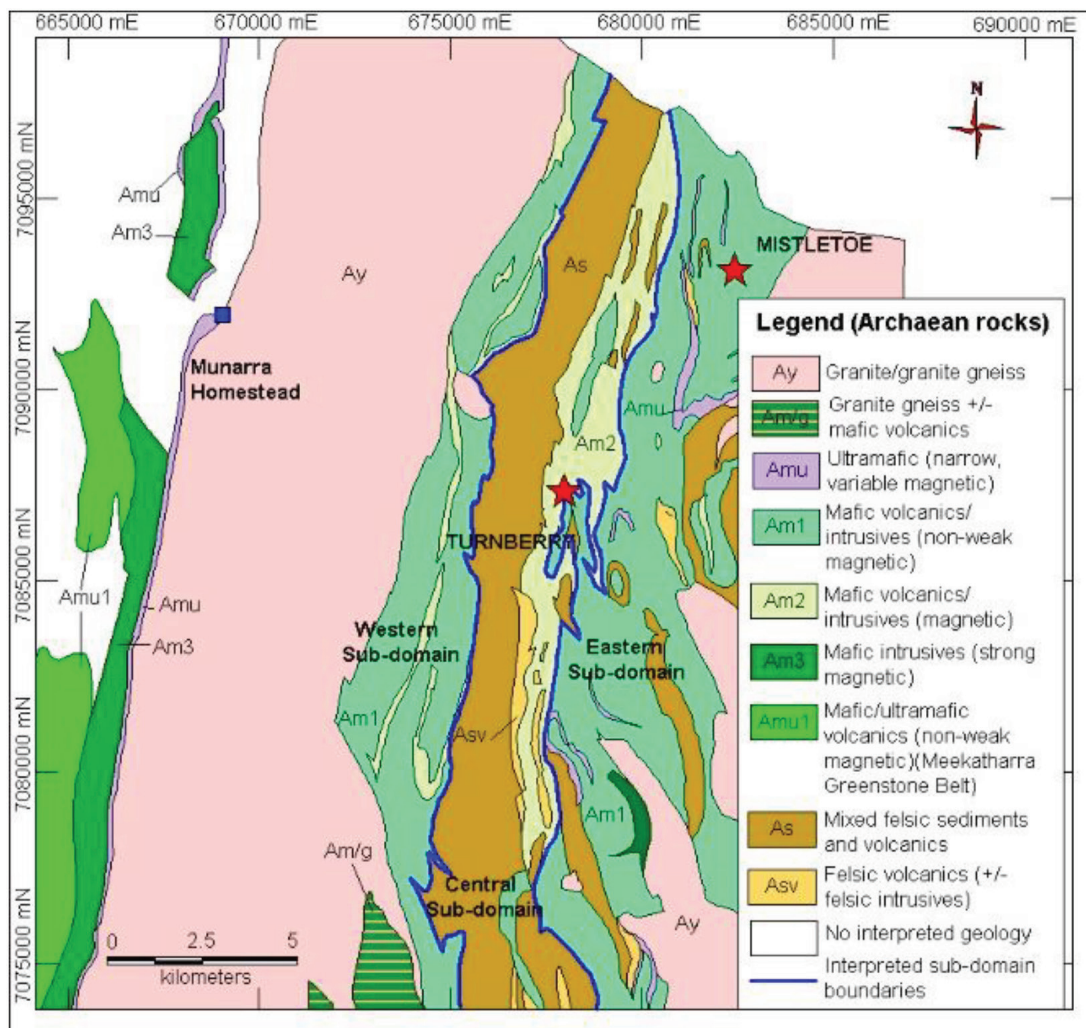 665000 mE
670000 mE
675000 mE
680000 mE
685000 mE
690000 mE
7095000 mN
7090000 mN
7085000 mN
7080000 mN
7075000 mN
N
Amu
Am3
Ay
As
MISTLETOE
Munarra
Homestead
Amu
Am2
TURNBERRY
Amu1
Amu
Am3
Western
Sub-domain
Eastern
Sub-domain
Am1
Asv
Am1
Am/g
Central
Sub-domain
Ay
0 2.5 5
kilometers
Legend (Archaean rocks)
Ay Granite/granite gneiss
Am/g Granite gneiss +/-
mafic volcanics
Amu Ultramafic (narrow,
variable magnetic)
Am1 Mafic volcanics/
intrusives (non-weak
magnetic)
Am2 Mafic volcanics/
intrusives (magnetic)
Am3 Mafic intrusives (strong
magnetic)
Amu1 Mafic/ultramafic
volcanics (non-weak
magnetic)(Meekatharra
Greenstone Belt)
As Mixed felsic sediments
and volcanics
Asv Felsic volcanics (+/-
felsic intrusives)
No interpreted geology
Interpreted sub-domain
boundaries